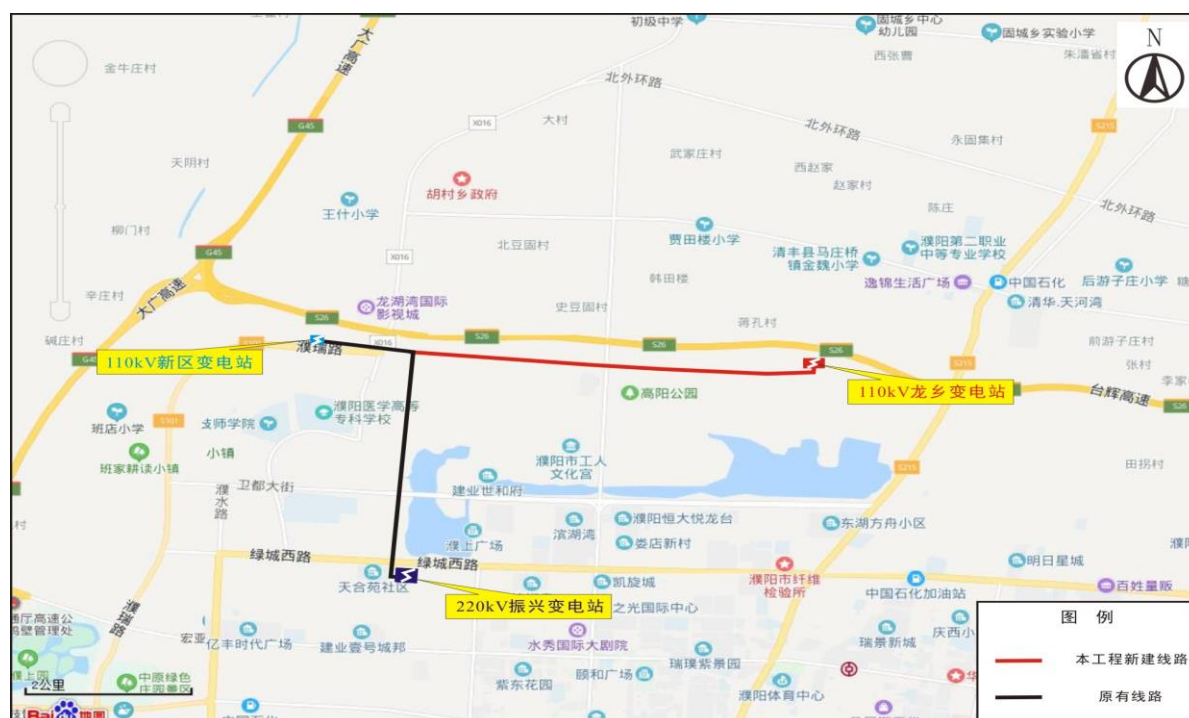 初级中学
固城乡中心
幼儿园
固城乡实验小学
西张曹
朱潘省村
N
金牛庄村
大广高速
北外环路
G45
X016
大村
北外环路
S215
永固集村
天阴村
武家庄村
西赵家
赵家村
胡村乡政府
王什小学
陈庄
北外环路
柳门村
贾田楼小学
北豆固村
清丰县马庄桥
镇金魏小学
濮阳第二职业
中等专业学校
G45
X016
韩田楼
逸锦生活广场
中国石化
后游子庄小学
辛庄村
大广高速
龙湖湾国际
影视城
史豆固村
清华.天河湾
S26
蒋孔村
碱庄村
S26
S26
S26
前游子庄村
X016
濮瑞路
110kV新区变电站
G45
张村
S215
李家
110kV龙乡变电站
台辉高速
S26
高阳公园
濮阳医学高等
专科学校
班店小学
S101
技师学院
小镇
班家耕读小镇
濮阳市工人
文化宫
S215
田拐村
卫都大街
建业世和府
濮水路
村
濮上广场
滨湖湾
濮阳恒大悦龙台
东湖方舟小区
娄店新村
绿城西路
绿城西路
明日星城
天合苑社区
凯旋城
濮阳市纤维
检验所
中国石化加油站
百姓量贩
220kV振兴变电站
之光国际中心
濮瑞路
宏亚
亿丰时代广场
建业壹号城邦
水秀国际大剧院
瑞景新城
庆西小
图 例
瑞璞紫景园
本工程新建线路
2公里
中原绿色
庄园景区
紫东花园
颐和广场
濮阳体育中心
原有线路
Bai 地图